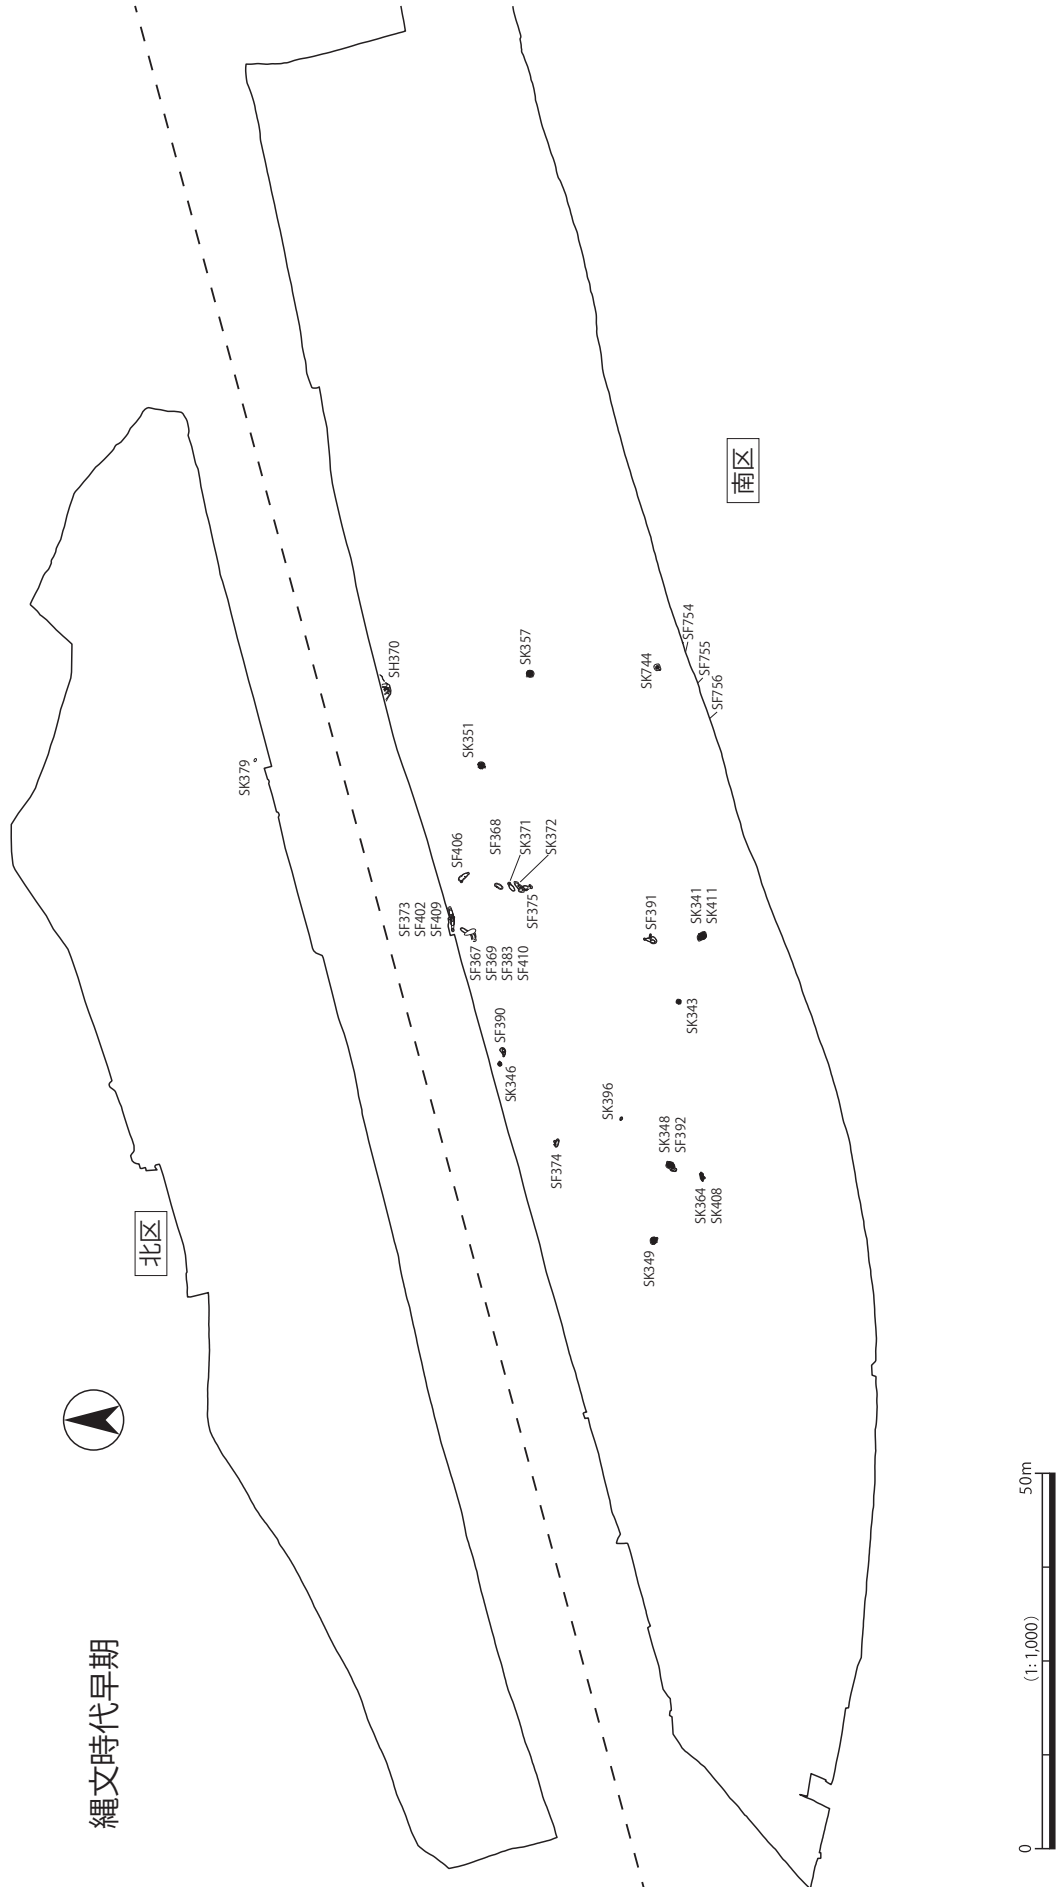 縄文時代早期
北区
南区
SK379
SH370
SK357
SK351
SK744
SF754
SF755
SF756
SF406
SF368
SK371
SK372
SF375
SF373
SF402
SF409
SF367
SF369
SF383
SF410
SF391
SK341
SK411
SK343
SF390
SK346
SK396
SF374
SK348
SF392
SK364
SK408
SK349
0
(1: 1,000)
50m